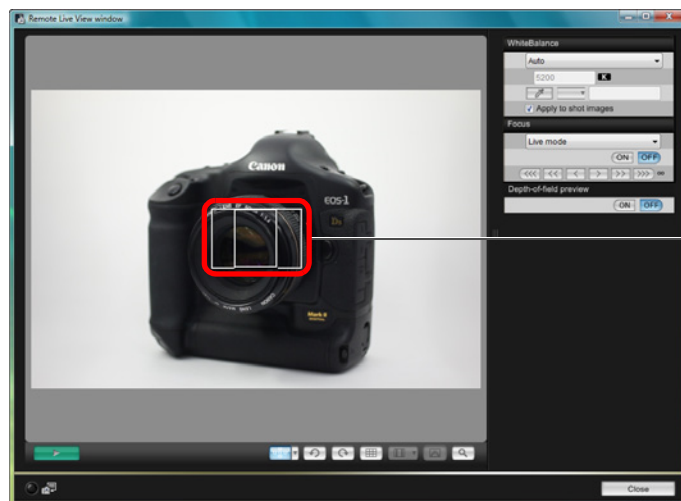 Remote Live View window
WhiteBalance
Auto
5200
K
Apply to shot images
Focus
Live mode
ON OFF
<<< << < > >> >>> ∞
Depth-of-field preview
ON OFF
Canon
EOS-1
Ds
Mark II
Close